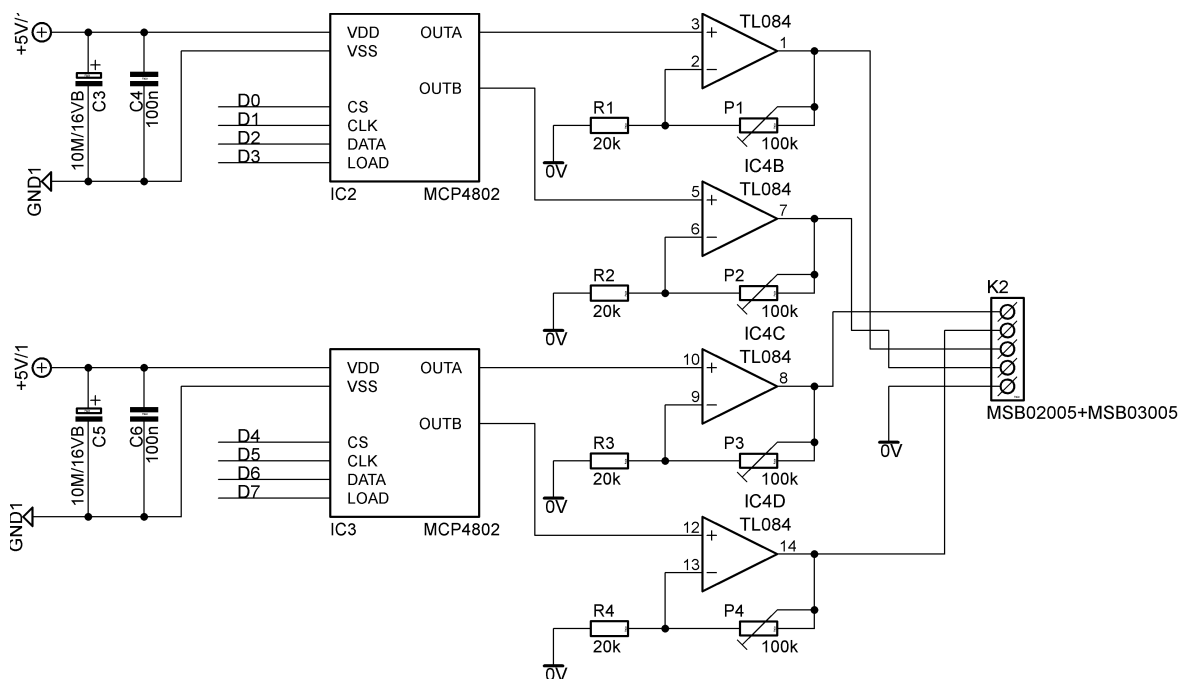 +5V/1
C3
10M/16VB
C4
100n
GND1
VDD
VSS
OUTA
OUTB
CS
CLK
DATA
LOAD
D0
D1
D2
D3
IC2
MCP4802
TL084
3
+
2
−
1
R1
20k
P1
100k
0V
IC4B
TL084
5
+
6
−
7
R2
20k
P2
100k
0V
+5V/1
C5
10M/16VB
C6
100n
GND1
VDD
VSS
OUTA
OUTB
CS
CLK
DATA
LOAD
D4
D5
D6
D7
IC3
MCP4802
IC4C
TL084
10
+
9
−
8
R3
20k
P3
100k
0V
IC4D
TL084
12
+
13
−
14
R4
20k
P4
100k
0V
K2
MSB02005+MSB03005
0V